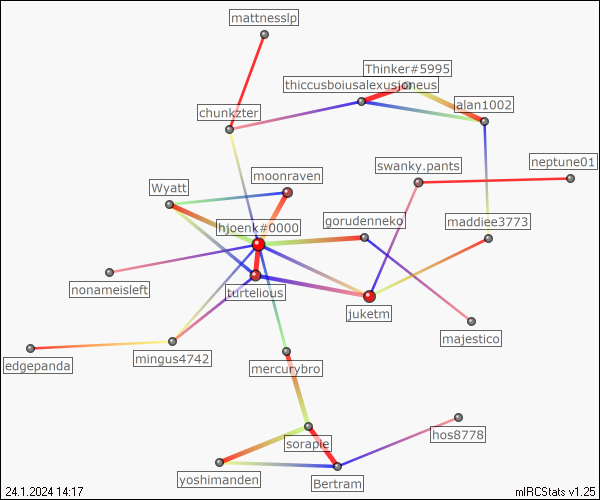 mattnesslp
Thinker#5995
thiccusboiusalexusioneus
alan1002
chunkzter
swanky.pants
neptune01
moonraven
Wyatt
hjoenk#0000
gorudenneko
maddiee3773
nonameisleft
turtelious
juketm
majestico
edgepanda
mingus4742
mercurybro
hos8778
sorapie
yoshimanden
Bertram
24.1.2024 14:17
mIRCStats v1.25